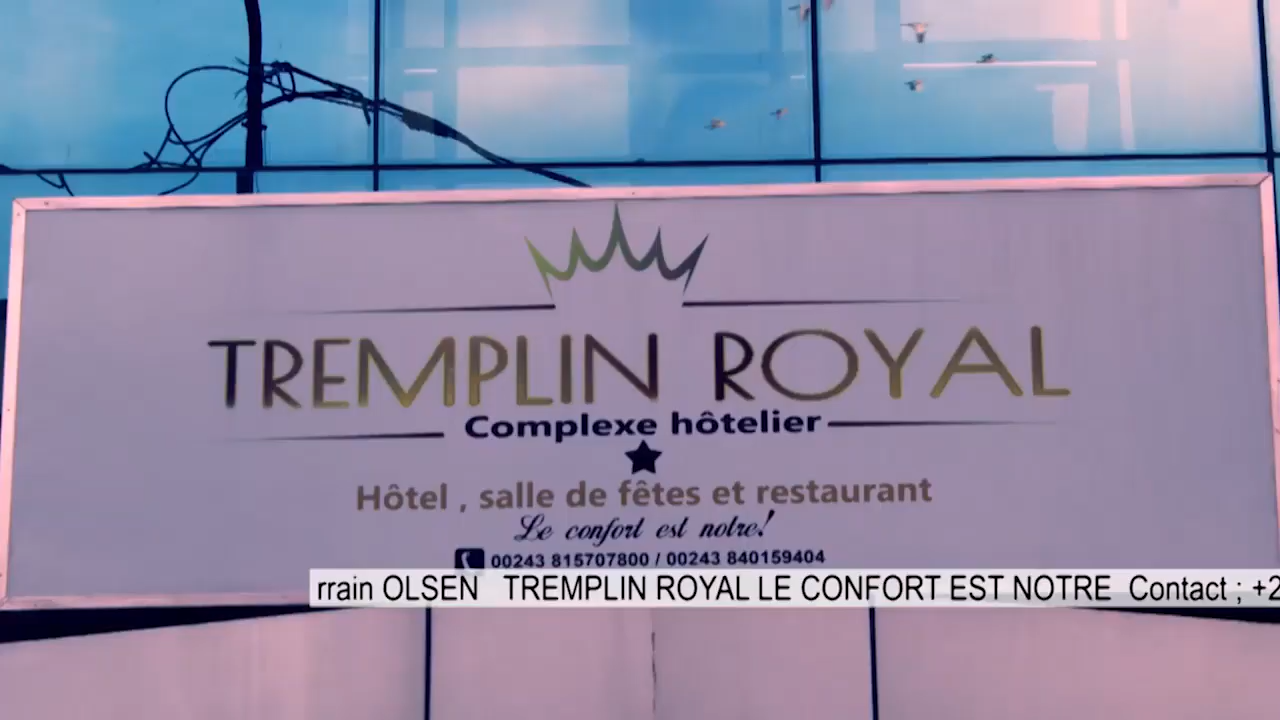 TREMPLIN ROYAL
Complexe hôtelier
Hôtel , salle de fêtes et restaurant
Le confort est notre!
00243 815707800 / 00243 840159404
rrain OLSEN TREMPLIN ROYAL LE CONFORT EST NOTRE Contact ; +2